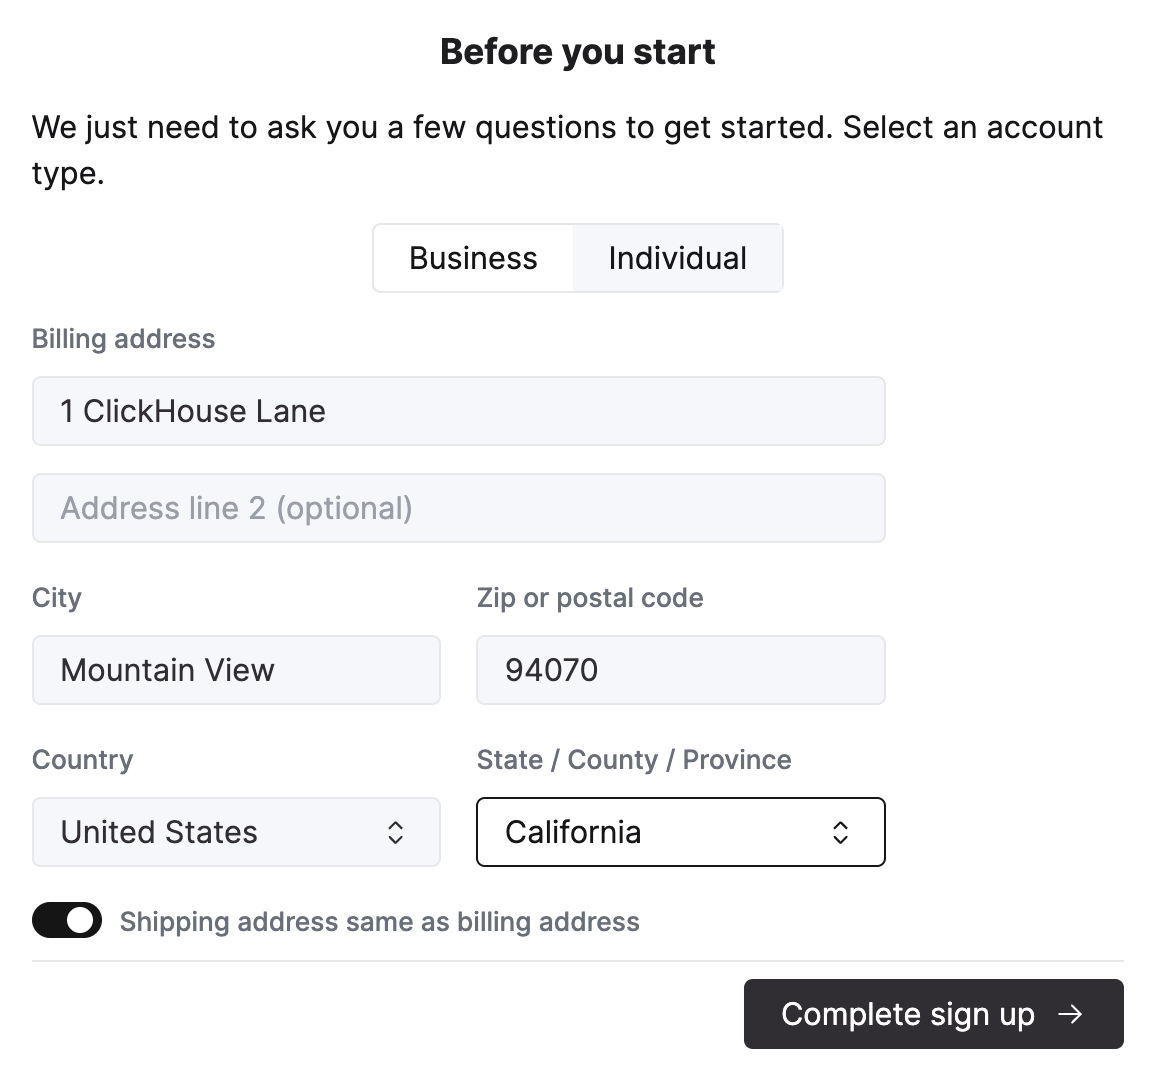 Before you start
We just need to ask you a few questions to get started. Select an account
type.
Business
Individual
Billing address
1 ClickHouse Lane
Address line 2 (optional)
City
Zip or postal code
Mountain View
94070
Country
State / County / Province
United States
California
Shipping address same as billing address
Complete sign up →